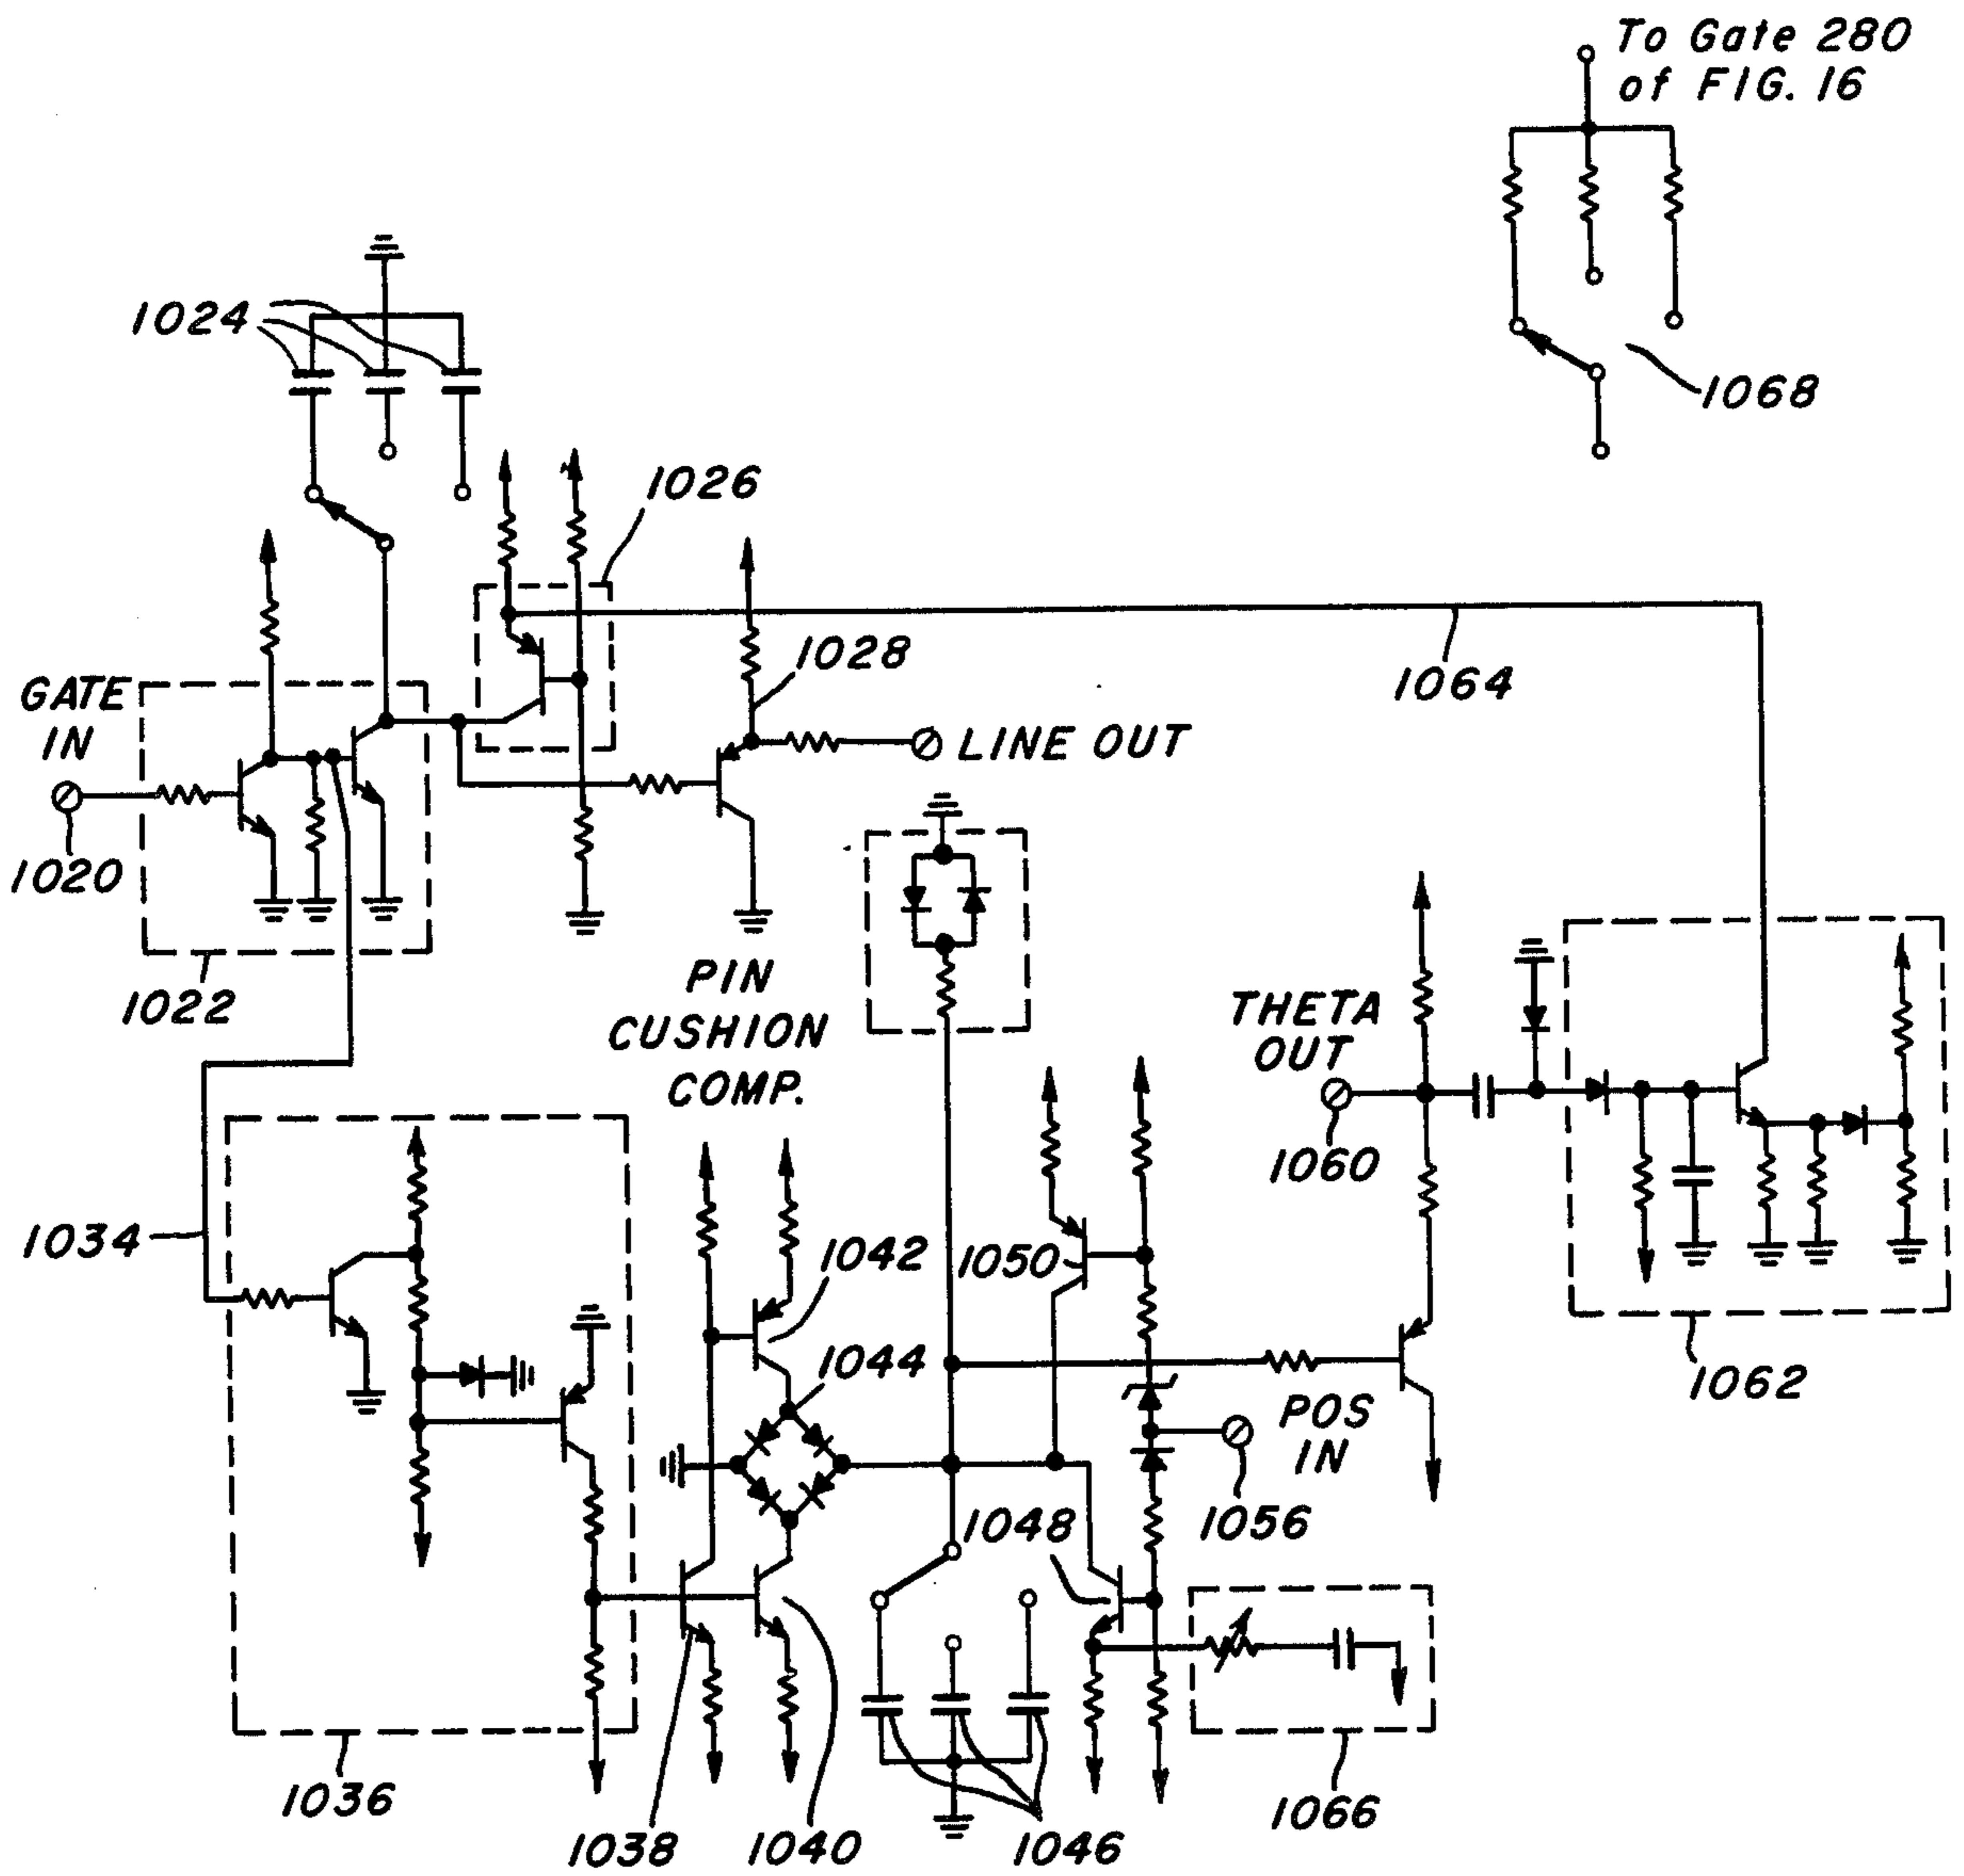 To Gate 280
of FIG. 16
1024
1068
1026
1028
1064
GATE
IN
LINE OUT
1020
1022
PIN
CUSHION
COMP.
THETA
OUT
1060
1034
1050
1042
1044
1062
POS
IN
1048
1056
1036
1038
1040
1046
1066